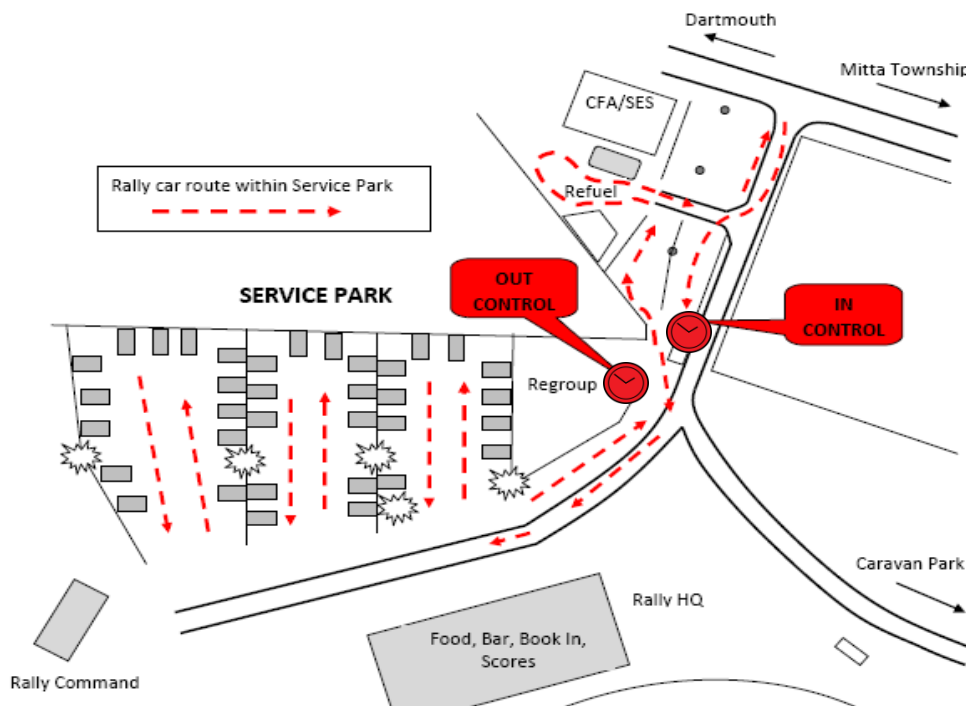 Dartmouth
Mitta Township
CFA/SES
Rally car route within Service Park
Refuel
OUT
CONTROL
SERVICE PARK
IN
CONTROL
Regroup
Caravan Park
Rally HQ
Food, Bar, Book In,
Scores
Rally Command